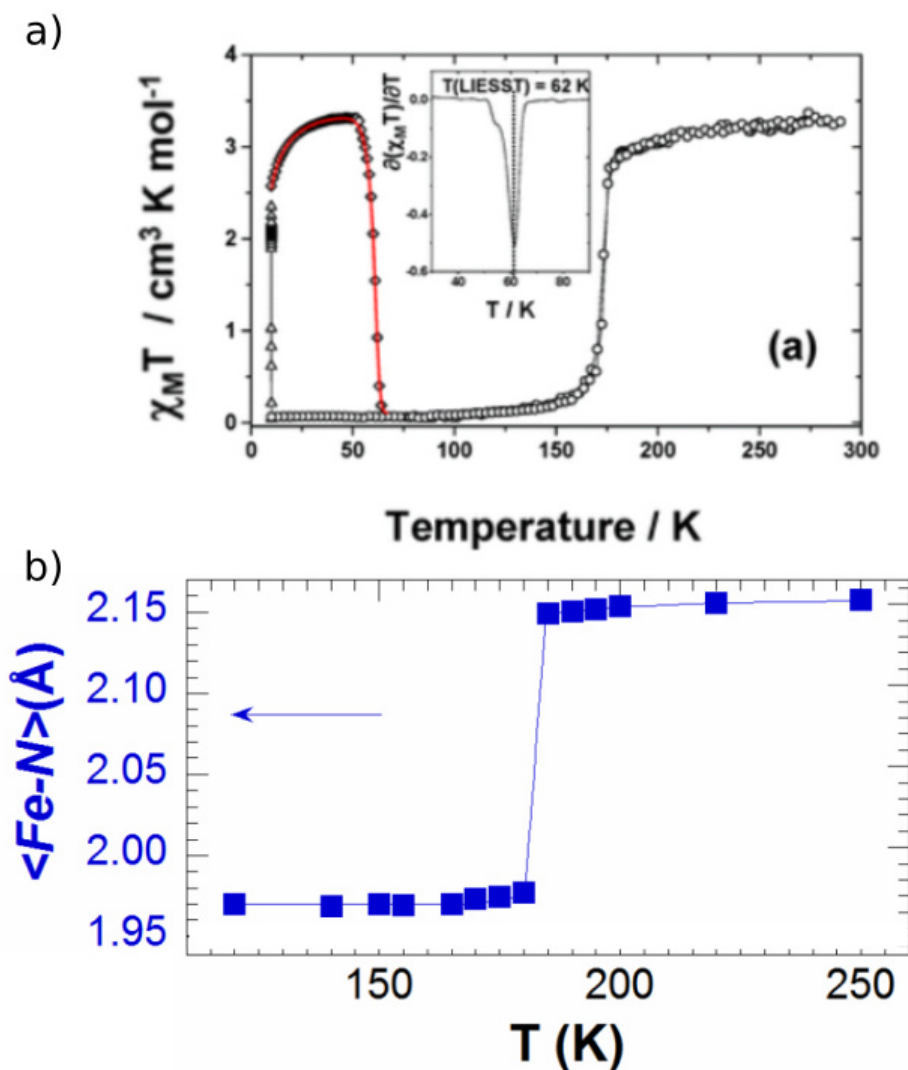 a)
χMT / cm³ K mol⁻¹
4
3
2
1
0
0 50 100 150 200 250 300
Temperature / K
T(LIESST) = 62 K
∂(χMT)/∂T
0.0
-0.2
-0.4
-0.6
40 60 80
T / K
(a)
b)
<Fe-N>(Å)
2.15
2.10
2.05
2.00
1.95
150 200 250
T (K)